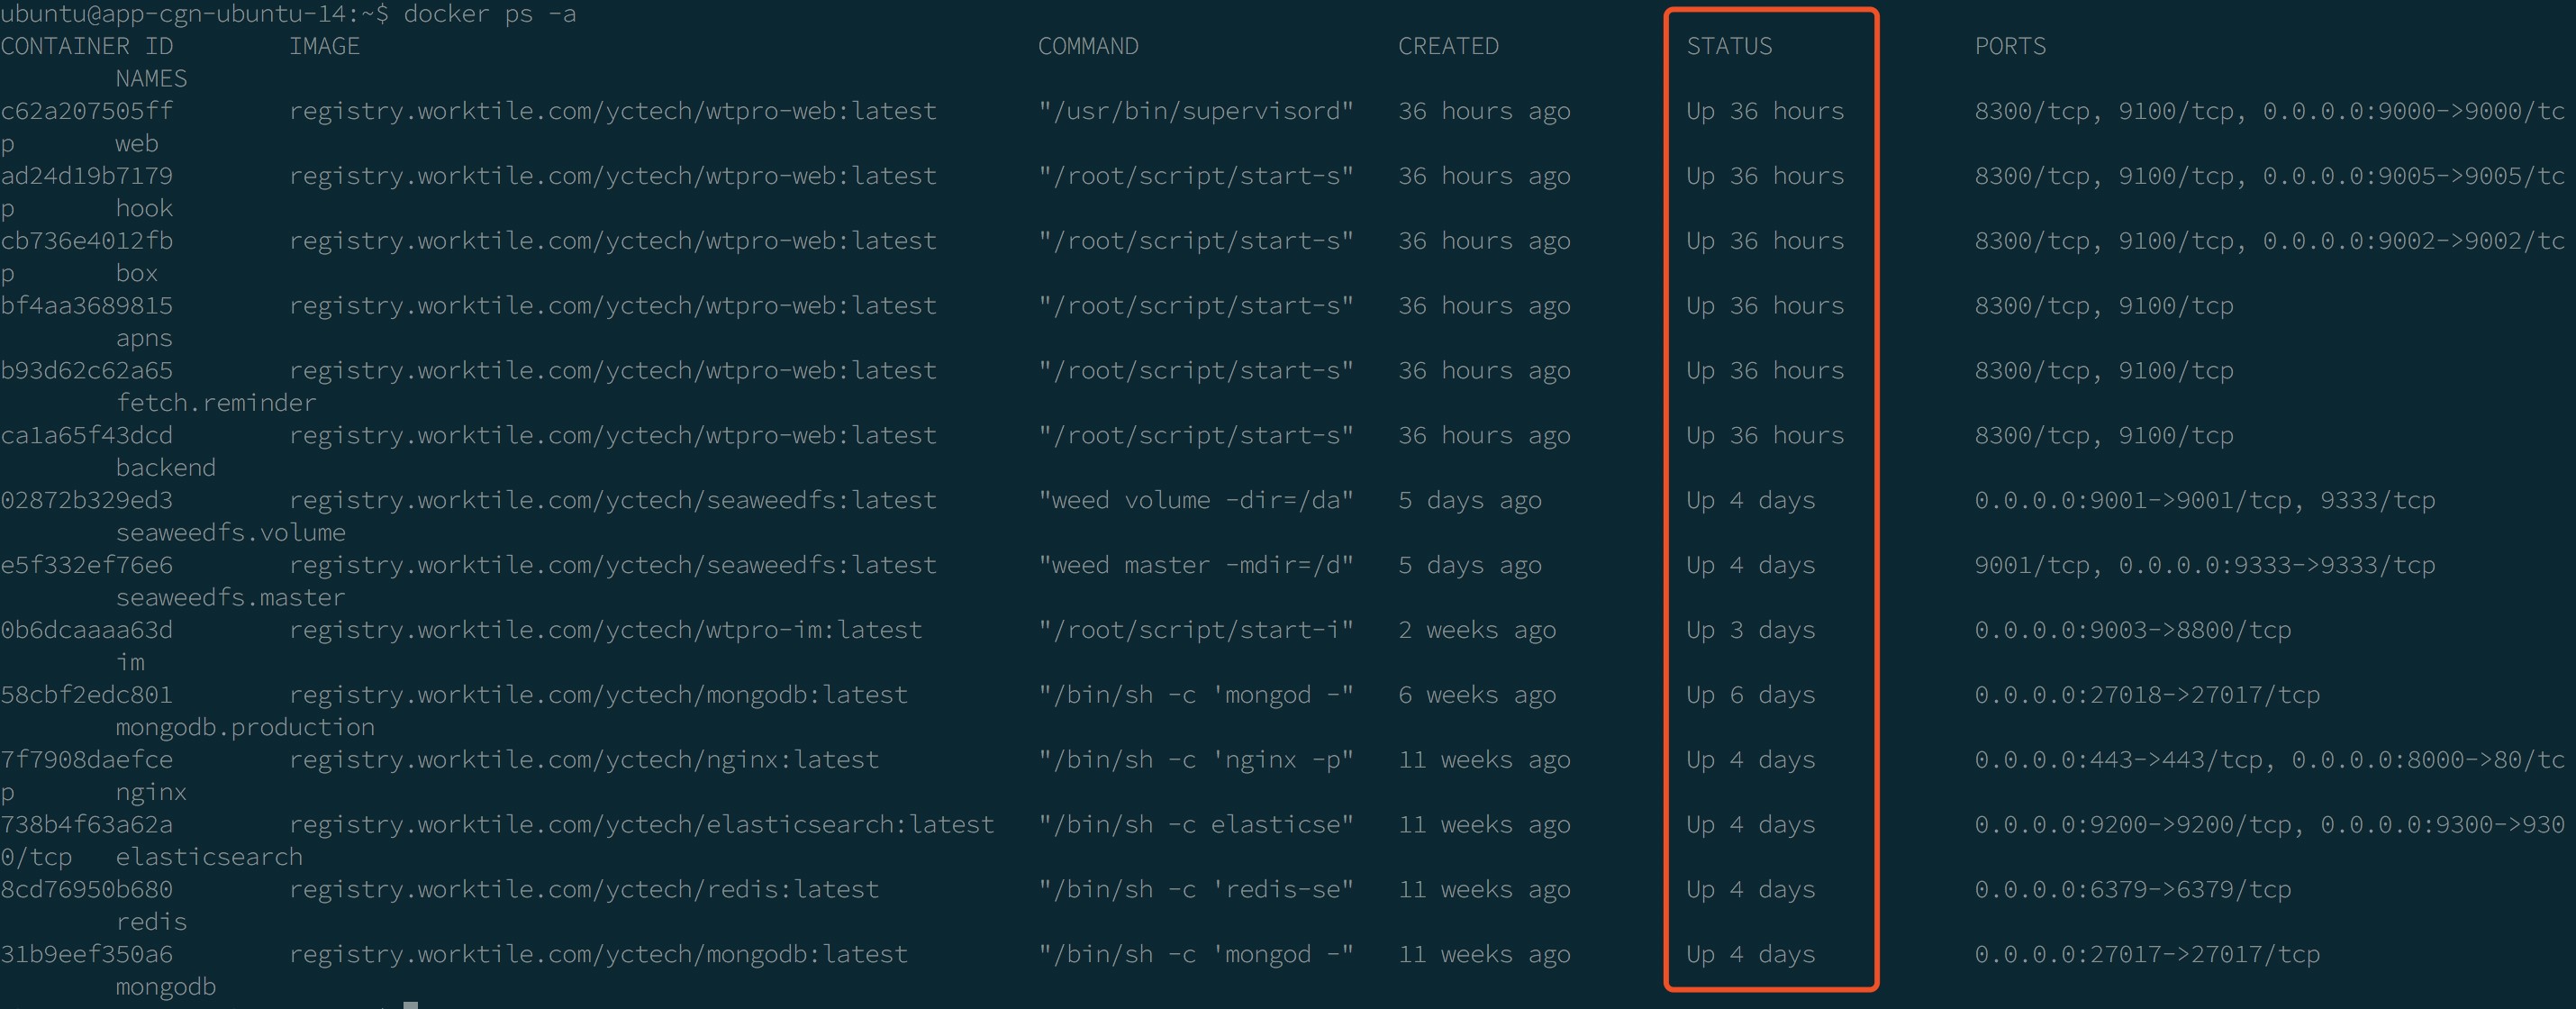 ubuntu@app-cgn-ubuntu-14:~$ docker ps -a
CONTAINER ID        IMAGE                                               COMMAND                  CREATED             STATUS              PORTS
        NAMES
c62a207505ff        registry.worktile.com/yctech/wtpro-web:latest       "/usr/bin/supervisord"   36 hours ago        Up 36 hours         8300/tcp, 9100/tcp, 0.0.0.0:9000->9000/tc
p       web
ad24d19b7179        registry.worktile.com/yctech/wtpro-web:latest       "/root/script/start-s"   36 hours ago        Up 36 hours         8300/tcp, 9100/tcp, 0.0.0.0:9005->9005/tc
p       hook
cb736e4012fb        registry.worktile.com/yctech/wtpro-web:latest       "/root/script/start-s"   36 hours ago        Up 36 hours         8300/tcp, 9100/tcp, 0.0.0.0:9002->9002/tc
p       box
bf4aa3689815        registry.worktile.com/yctech/wtpro-web:latest       "/root/script/start-s"   36 hours ago        Up 36 hours         8300/tcp, 9100/tcp
        apns
b93d62c62a65        registry.worktile.com/yctech/wtpro-web:latest       "/root/script/start-s"   36 hours ago        Up 36 hours         8300/tcp, 9100/tcp
        fetch.reminder
ca1a65f43dcd        registry.worktile.com/yctech/wtpro-web:latest       "/root/script/start-s"   36 hours ago        Up 36 hours         8300/tcp, 9100/tcp
        backend
02872b329ed3        registry.worktile.com/yctech/seaweedfs:latest       "weed volume -dir=/da"   5 days ago          Up 4 days           0.0.0.0:9001->9001/tcp, 9333/tcp
        seaweedfs.volume
e5f332ef76e6        registry.worktile.com/yctech/seaweedfs:latest       "weed master -mdir=/d"   5 days ago          Up 4 days           9001/tcp, 0.0.0.0:9333->9333/tcp
        seaweedfs.master
0b6dcaaaa63d        registry.worktile.com/yctech/wtpro-im:latest        "/root/script/start-i"   2 weeks ago         Up 3 days           0.0.0.0:9003->8800/tcp
        im
58cbf2edc801        registry.worktile.com/yctech/mongodb:latest         "/bin/sh -c 'mongod -"   6 weeks ago         Up 6 days           0.0.0.0:27018->27017/tcp
        mongodb.production
7f7908daefce        registry.worktile.com/yctech/nginx:latest           "/bin/sh -c 'nginx -p"   11 weeks ago        Up 4 days           0.0.0.0:443->443/tcp, 0.0.0.0:8000->80/tc
p       nginx
738b4f63a62a        registry.worktile.com/yctech/elasticsearch:latest   "/bin/sh -c elasticse"   11 weeks ago        Up 4 days           0.0.0.0:9200->9200/tcp, 0.0.0.0:9300->930
0/tcp   elasticsearch
8cd76950b680        registry.worktile.com/yctech/redis:latest           "/bin/sh -c 'redis-se"   11 weeks ago        Up 4 days           0.0.0.0:6379->6379/tcp
        redis
31b9eef350a6        registry.worktile.com/yctech/mongodb:latest         "/bin/sh -c 'mongod -"   11 weeks ago        Up 4 days           0.0.0.0:27017->27017/tcp
        mongodb